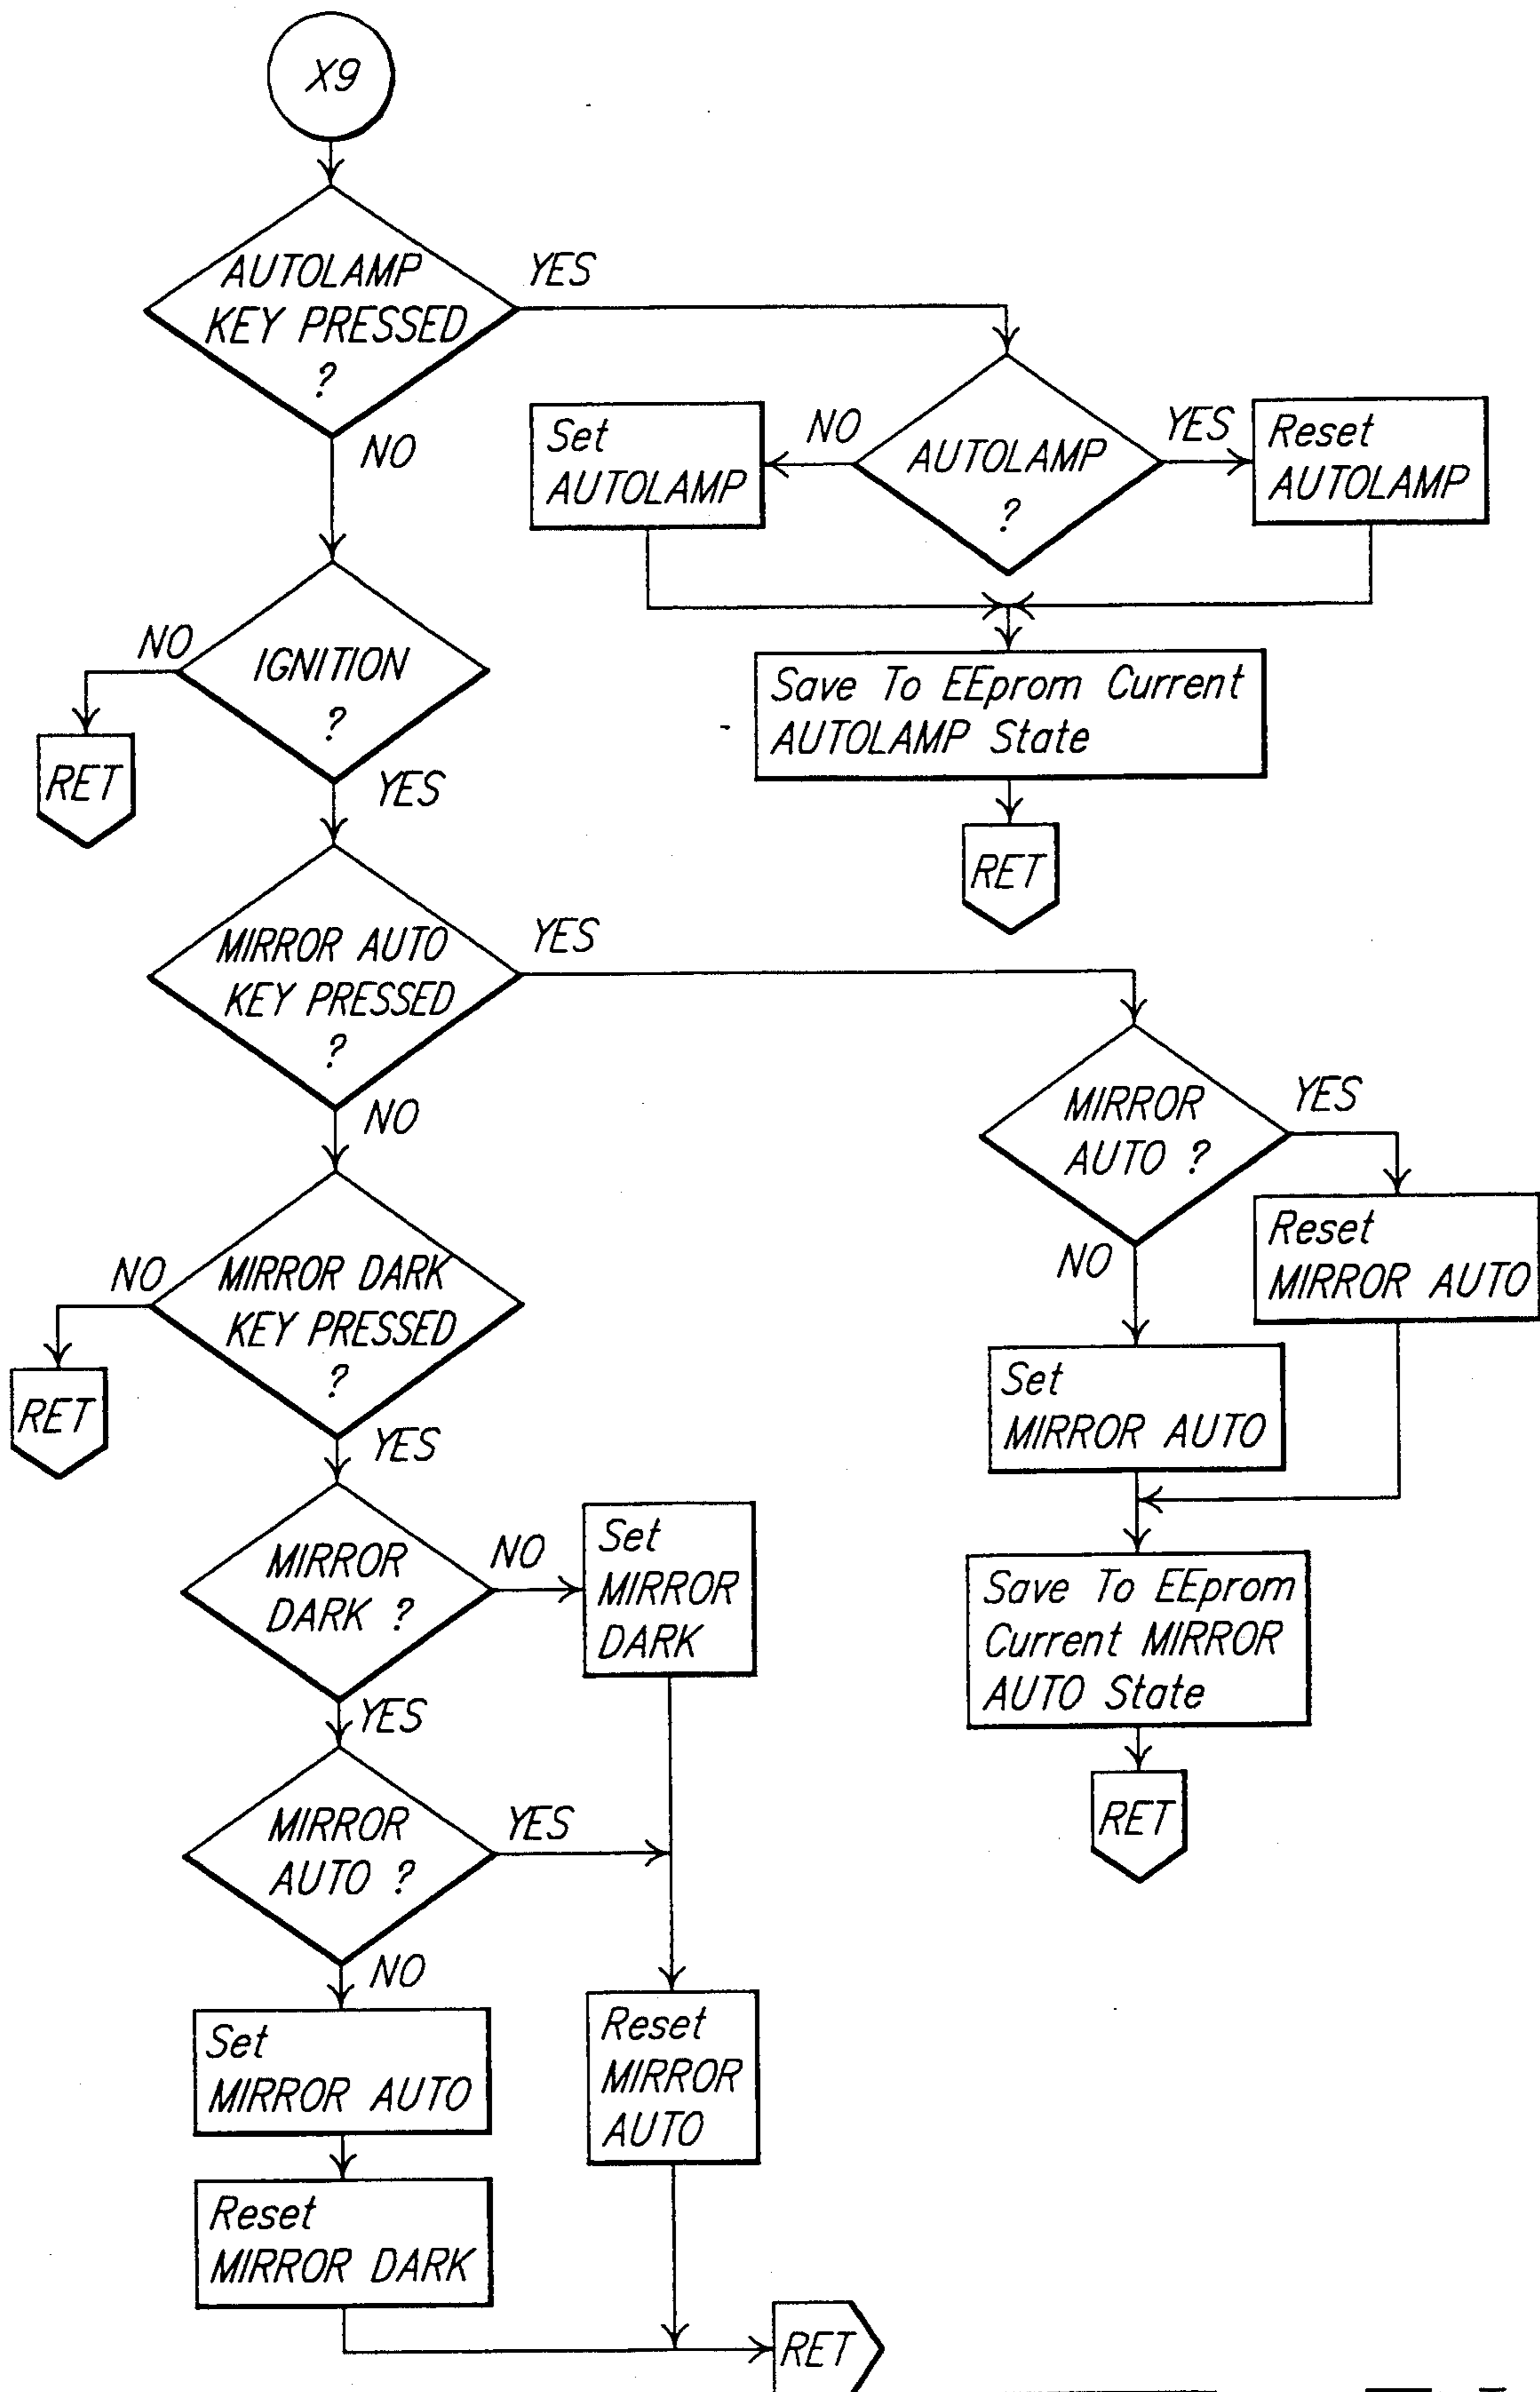 X9
AUTOLAMP
KEY PRESSED
?
YES
NO
Set
AUTOLAMP
NO
AUTOLAMP
?
YES
Reset
AUTOLAMP
Save To EEprom Current
AUTOLAMP State
RET
NO
IGNITION
?
RET
YES
MIRROR AUTO
KEY PRESSED
?
YES
NO
MIRROR
AUTO ?
YES
Reset
MIRROR AUTO
NO
Set
MIRROR AUTO
Save To EEprom
Current MIRROR
AUTO State
RET
NO
MIRROR DARK
KEY PRESSED
?
RET
YES
MIRROR
DARK ?
NO
Set
MIRROR
DARK
YES
MIRROR
AUTO ?
YES
NO
Set
MIRROR AUTO
Reset
MIRROR
AUTO
Reset
MIRROR DARK
RET